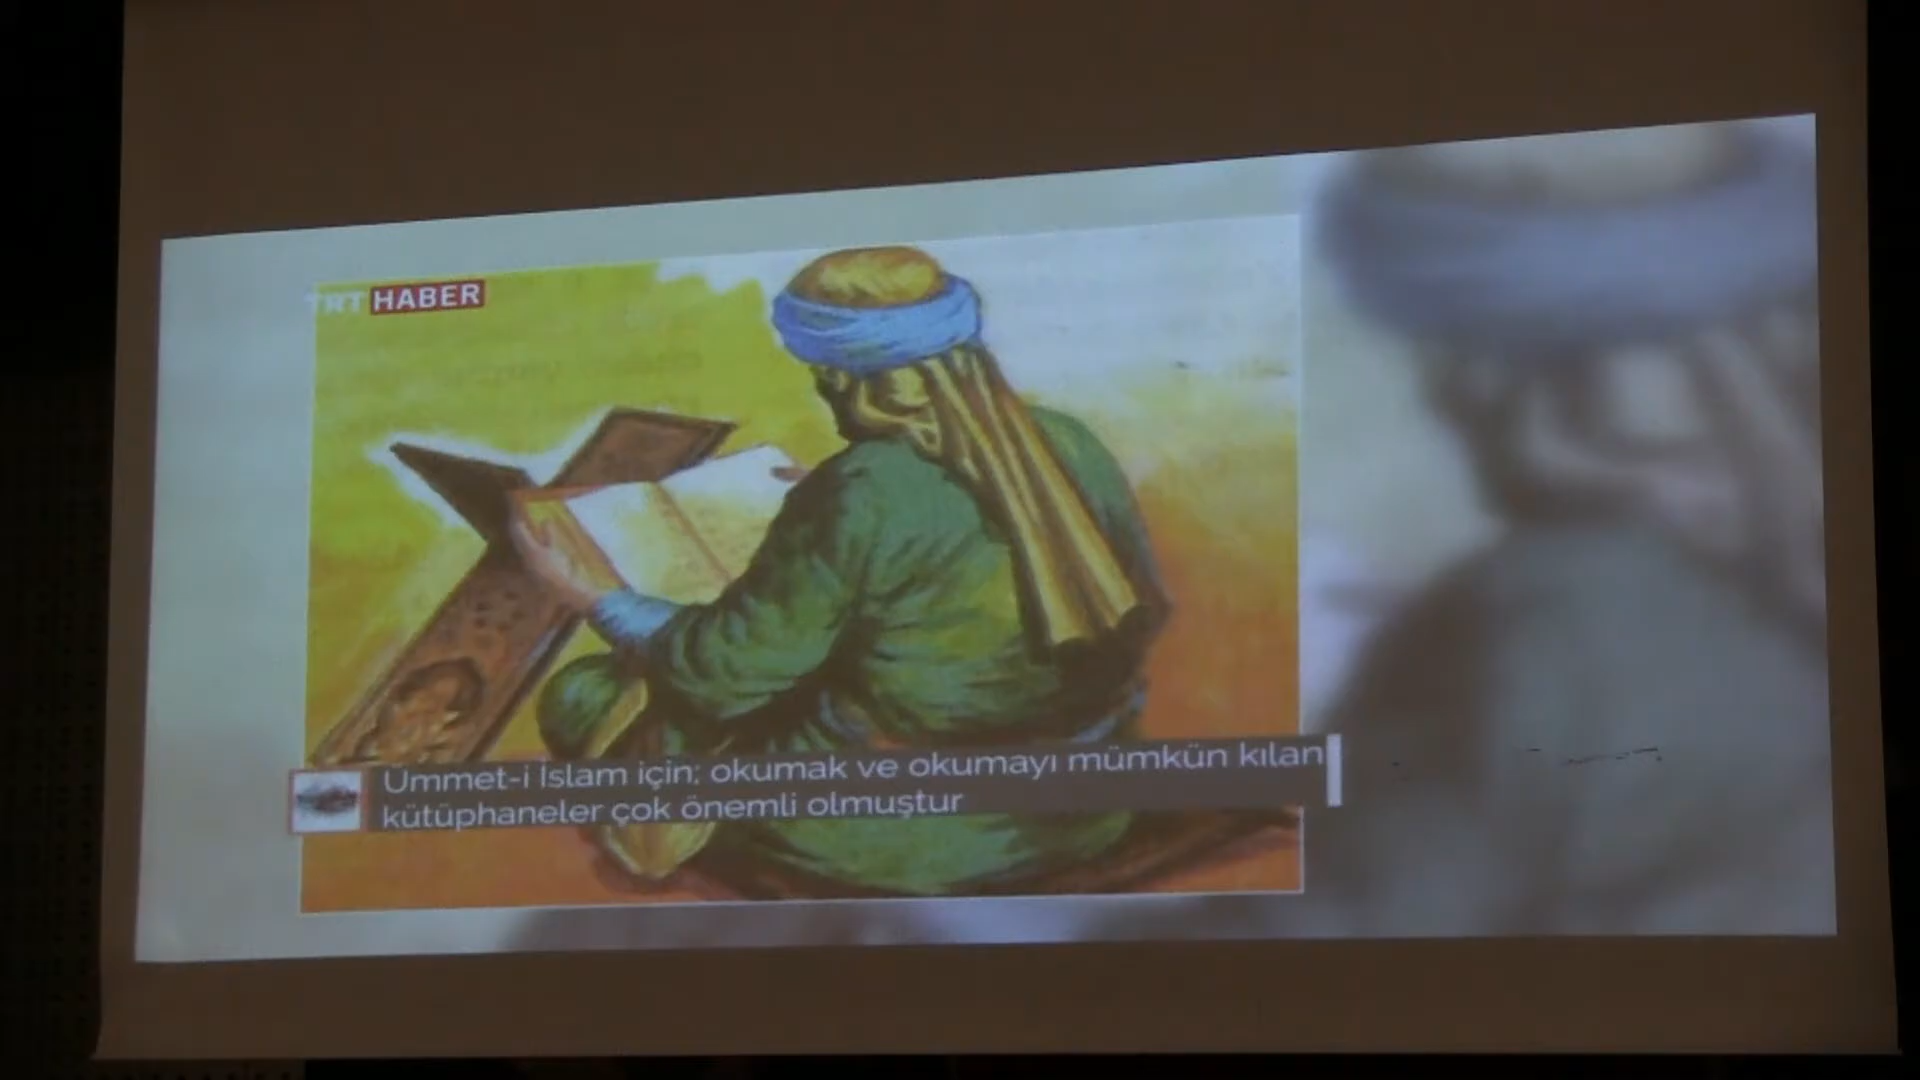 TRT HABER
Ümmet-i İslam için; okumak ve okumayı mümkün kılan
kütüphaneler çok önemli olmuştur